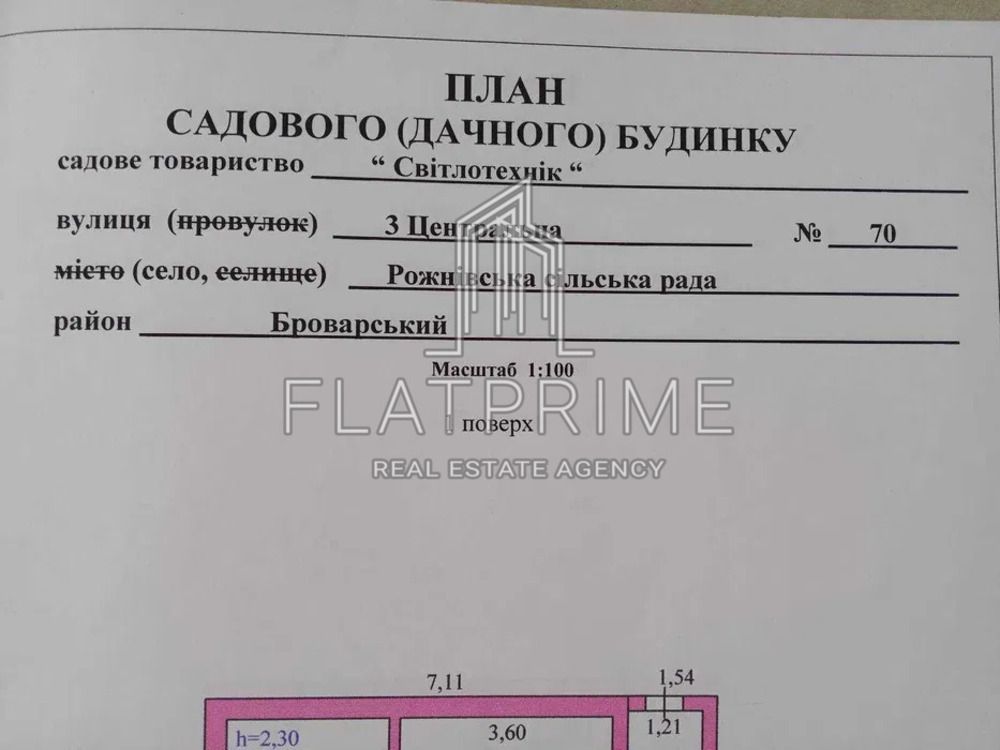 ПЛАН
САДОВОГО (ДАЧНОГО) БУДИНКУ
садове товариство “ Світлотехнік “
вулиця (провулок) 3 Центральна № 70
місто (село, селище) Рожнівська сільська рада
район Броварський
Масштаб 1:100
FLATPRIME
I поверх
REAL ESTATE AGENCY
7,11 1,54
h=2,30 3,60 1,21